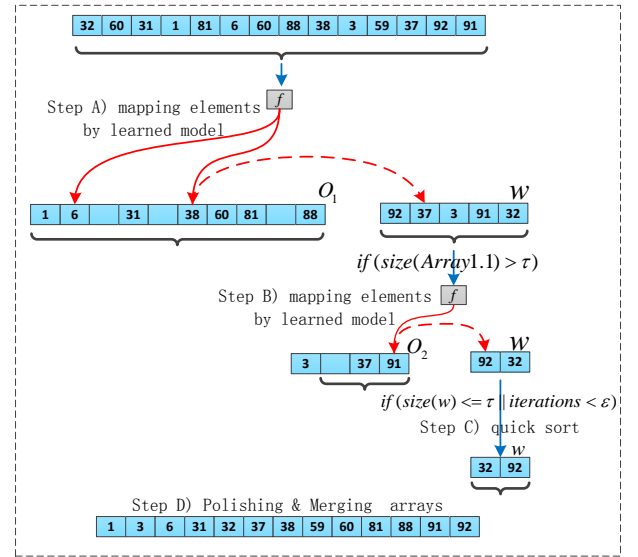 32 60 31 1 81 6 60 88 38 3 59 37 92 91
f
Step A) mapping elements
by learned model
O1
w
1 6 31 38 60 81 88
92 37 3 91 32
if (size(Array1.1) > τ)
Step B) mapping elements
by learned model
f
O2
w
3 37 91
92 32
if (size(w) <= τ || iterations < ε)
Step C) quick sort
w
32 92
Step D) Polishing & Merging arrays
1 3 6 31 32 37 38 59 60 81 88 91 92